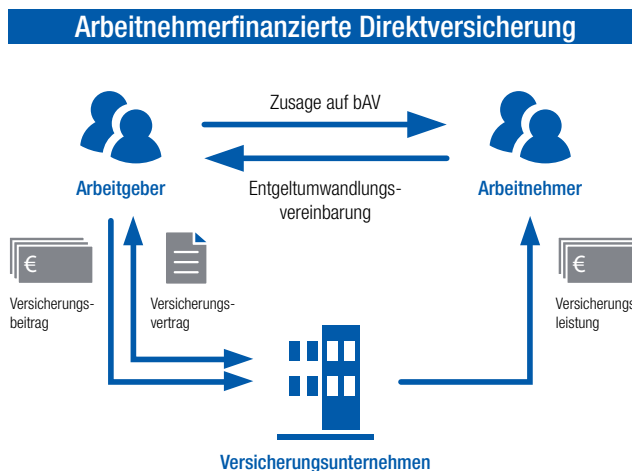 Arbeitnehmerfinanzierte Direktversicherung
Zusage auf bAV
Arbeitgeber
Entgeltumwandlungs-
vereinbarung
Arbeitnehmer
€
Versicherungs-
beitrag
Versicherungs-
vertrag
€
Versicherungs
leistung
Versicherungsunternehmen